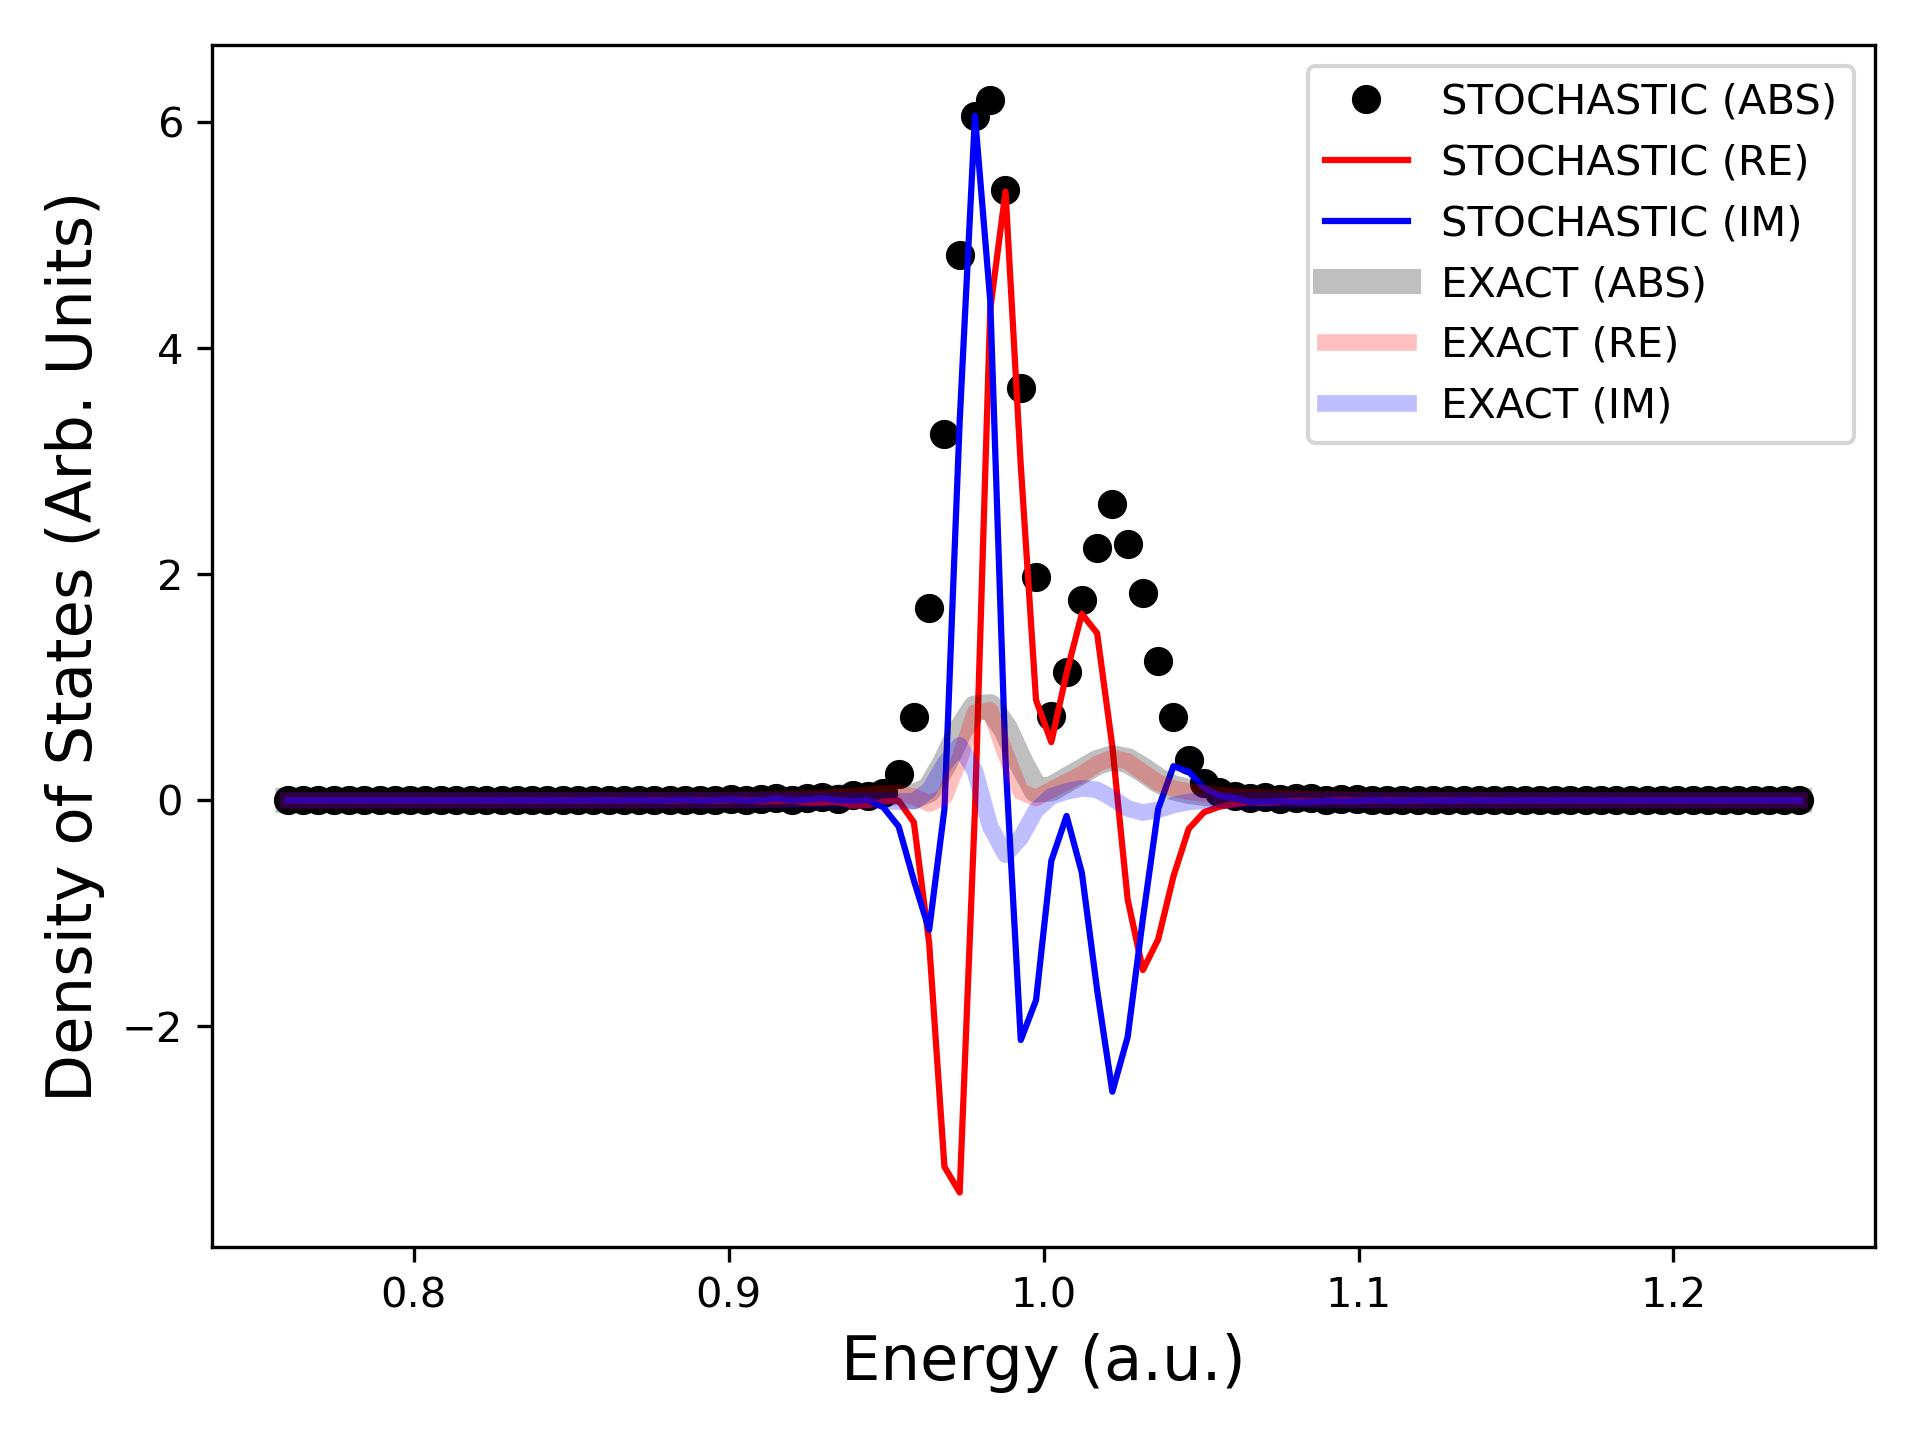 STOCHASTIC (ABS)
STOCHASTIC (RE)
STOCHASTIC (IM)
EXACT (ABS)
EXACT (RE)
EXACT (IM)
Density of States (Arb. Units)
6
4
2
0
−2
0.8 0.9 1.0 1.1 1.2
Energy (a.u.)